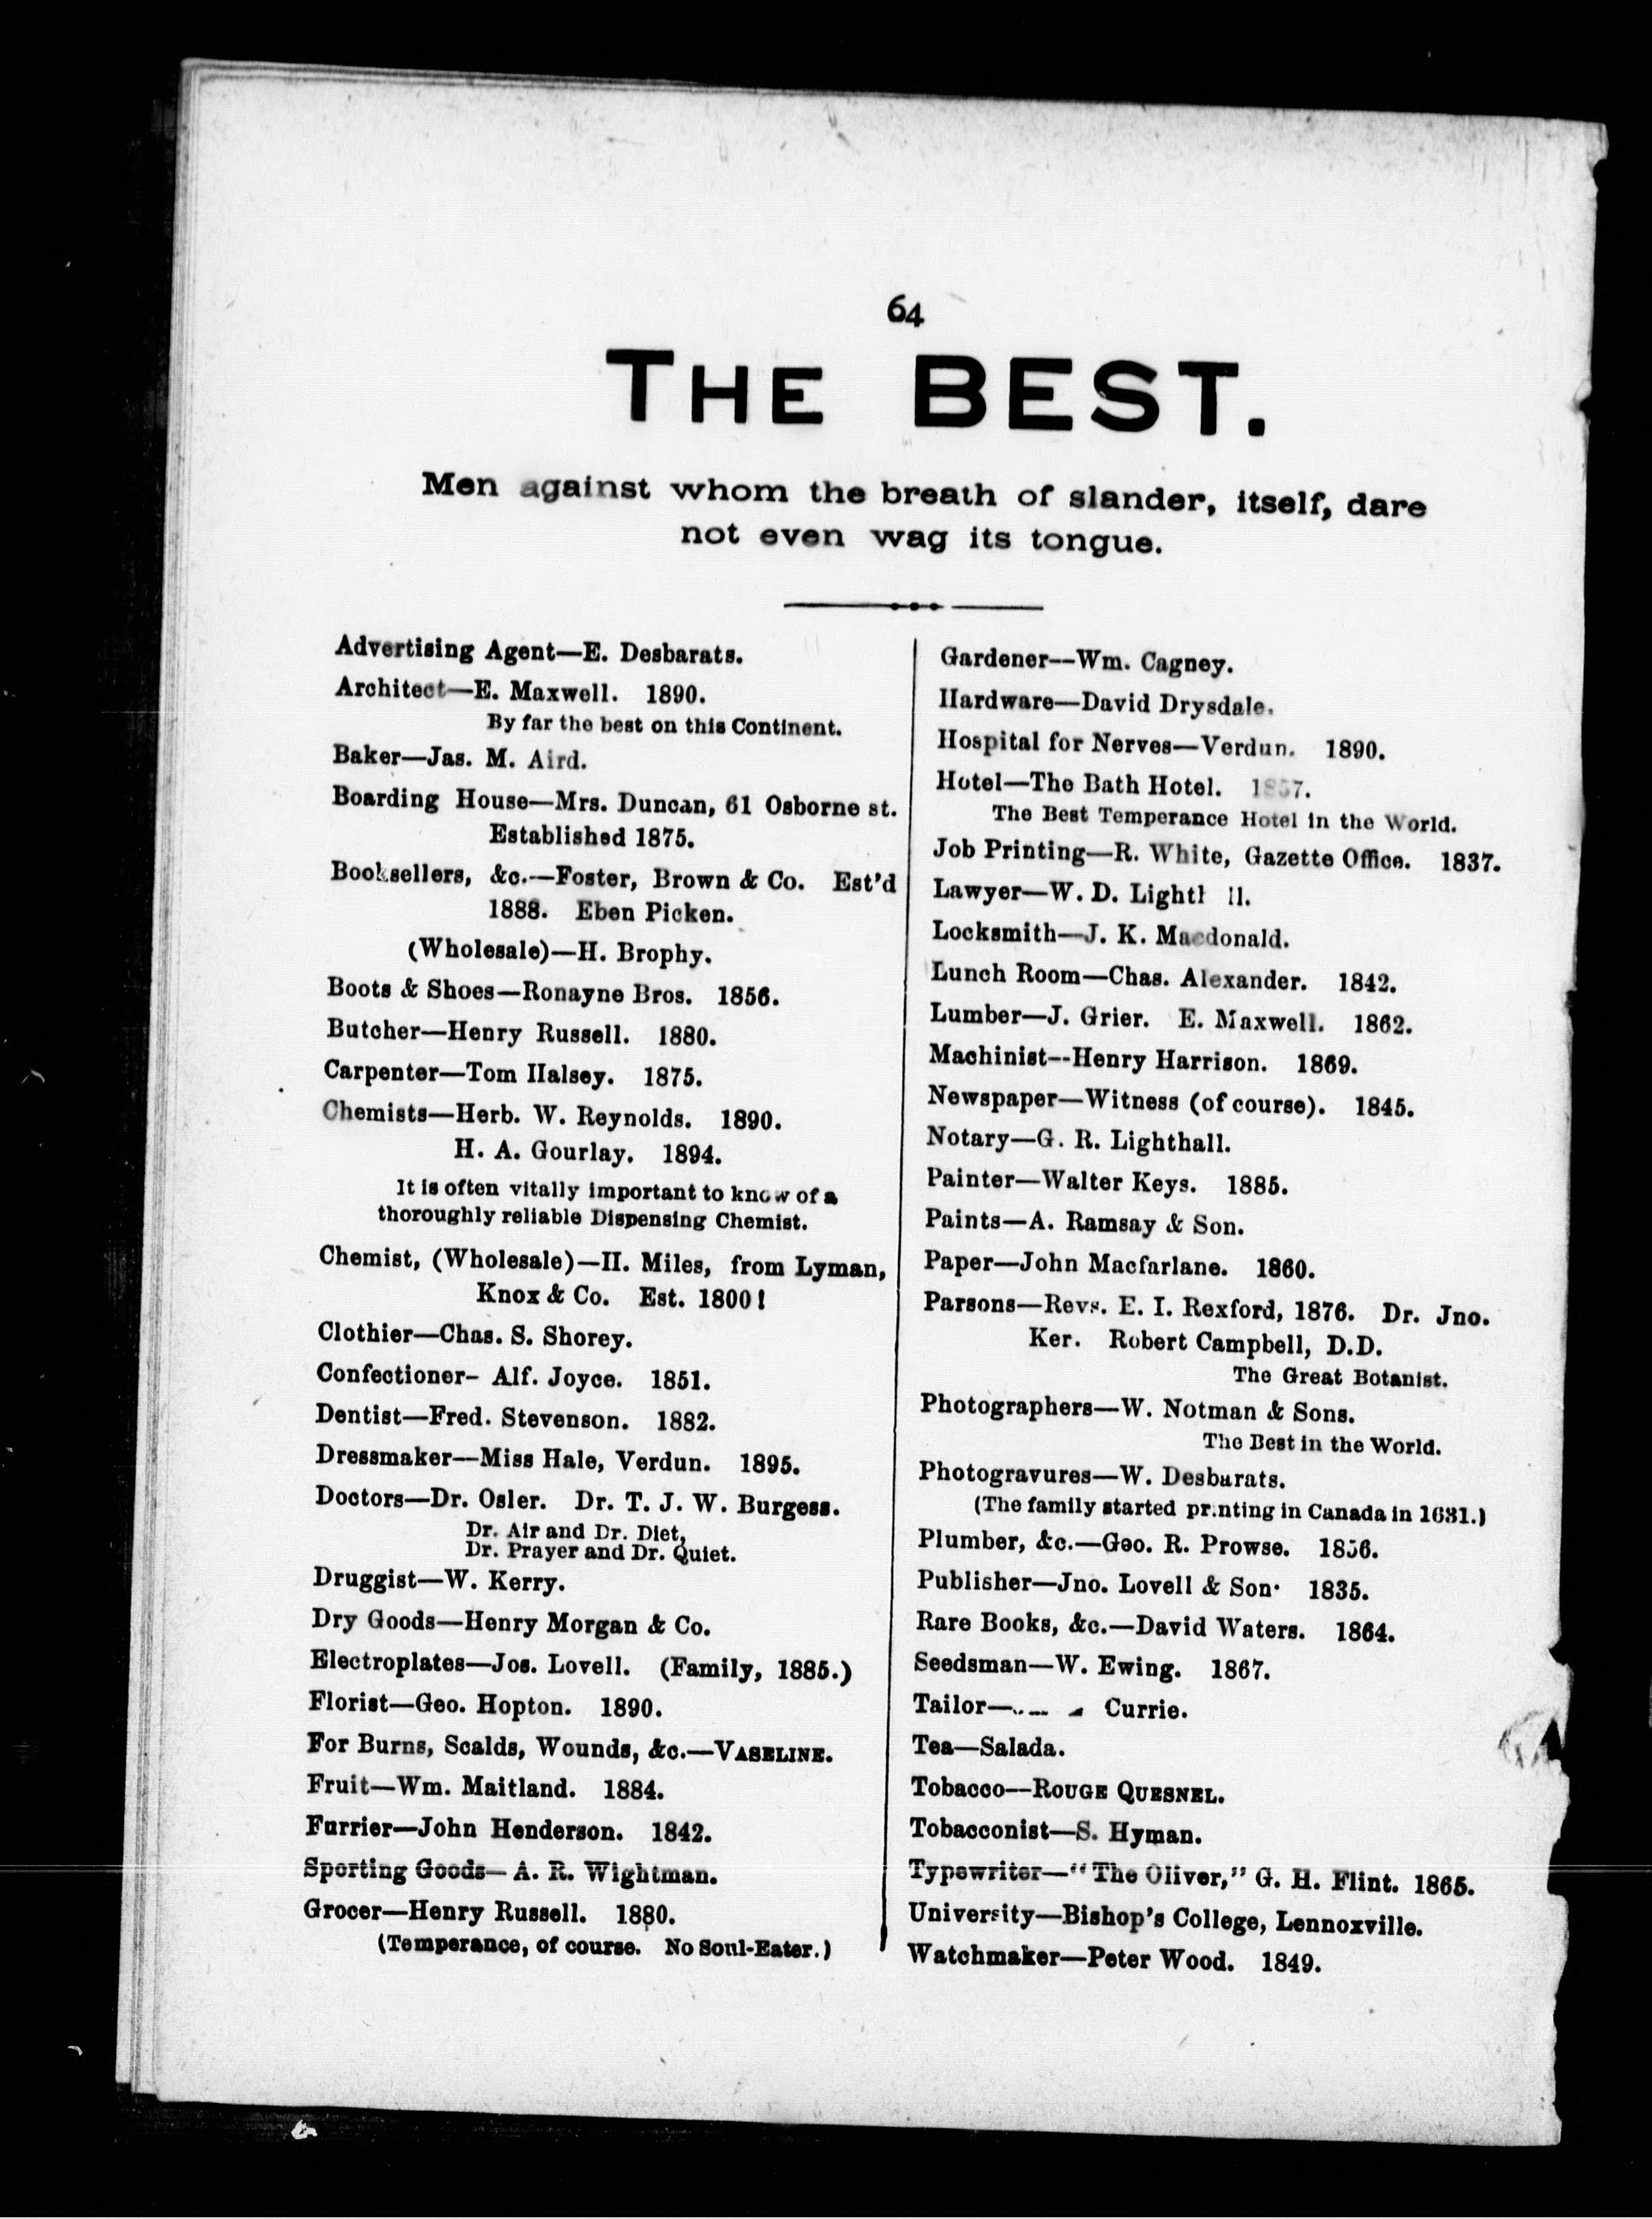 64
THE BEST.
Men against whom the breath of slander, itself, dare
not even wag its tongue.
Advertising Agent—E. Desbarats.
Architect—E. Maxwell. 1890.
By far the best on this Continent.
Baker—Jas. M. Aird.
Boarding House—Mrs. Duncan, 61 Osborne st.
Established 1875.
Booksellers, &c.—Foster, Brown & Co. Est'd
1888. Eben Picken.
(Wholesale)—H. Brophy.
Boots & Shoes—Ronayne Bros. 1856.
Butcher—Henry Russell. 1880.
Carpenter—Tom Halsey. 1875.
Chemists—Herb. W. Reynolds. 1890.
H. A. Gourlay. 1894.
It is often vitally important to know of a
thoroughly reliable Dispensing Chemist.
Chemist, (Wholesale)—H. Miles, from Lyman,
Knox & Co. Est. 1800!
Clothier—Chas. S. Shorey.
Confectioner- Alf. Joyce. 1851.
Dentist—Fred. Stevenson. 1882.
Dressmaker—Miss Hale, Verdun. 1895.
Doctors—Dr. Osler. Dr. T. J. W. Burgess.
Dr. Air and Dr. Diet,
Dr. Prayer and Dr. Quiet.
Druggist—W. Kerry.
Dry Goods—Henry Morgan & Co.
Electroplates—Jos. Lovell. (Family, 1885.)
Florist—Geo. Hopton. 1890.
For Burns, Scalds, Wounds, &c.—VASELINE.
Fruit—Wm. Maitland. 1884.
Furrier—John Henderson. 1842.
Sporting Goods— A. R. Wightman.
Grocer—Henry Russell. 1880.
(Temperance, of course. No Soul-Eater.)
Gardener--Wm. Cagney.
Hardware—David Drysdale.
Hospital for Nerves—Verdun. 1890.
Hotel—The Bath Hotel.
The Best Temperance Hotel in the World.
Job Printing—R. White, Gazette Office. 1837.
Lawyer—W. D.
Locksmith—J. K. Macdonald.
Lunch Room—Chas. Alexander. 1842.
Lumber—J. Grier. E. Maxwell. 1862.
Machinist--Henry Harrison. 1869.
Newspaper—Witness (of course). 1845.
Notary—G. R. Lighthall.
Painter—Walter Keys. 1885.
Paints—A. Ramsay & Son.
Paper—John Macfarlane. 1860.
Parsons—Revs. E. I. Rexford, 1876. Dr. Jno.
Ker. Robert Campbell, D.D.
The Great Botanist.
Photographers—W. Notman & Sons.
The Best in the World.
Photogravures—W. Desbarats.
(The family started printing in Canada in 1631.)
Plumber, &c.—Geo. R. Prowse.
Publisher—Jno. Lovell & Son. 1835.
Rare Books, &c.—David Waters. 1864.
Seedsman—W. Ewing. 1867.
Tailor— Currie.
Tea—Salada.
Tobacco—ROUGE QUESNEL.
Tobacconist—S. Hyman.
Typewriter—"The Oliver," G. H. Flint. 1865.
University—Bishop's College, Lennoxville.
Watchmaker—Peter Wood. 1849.